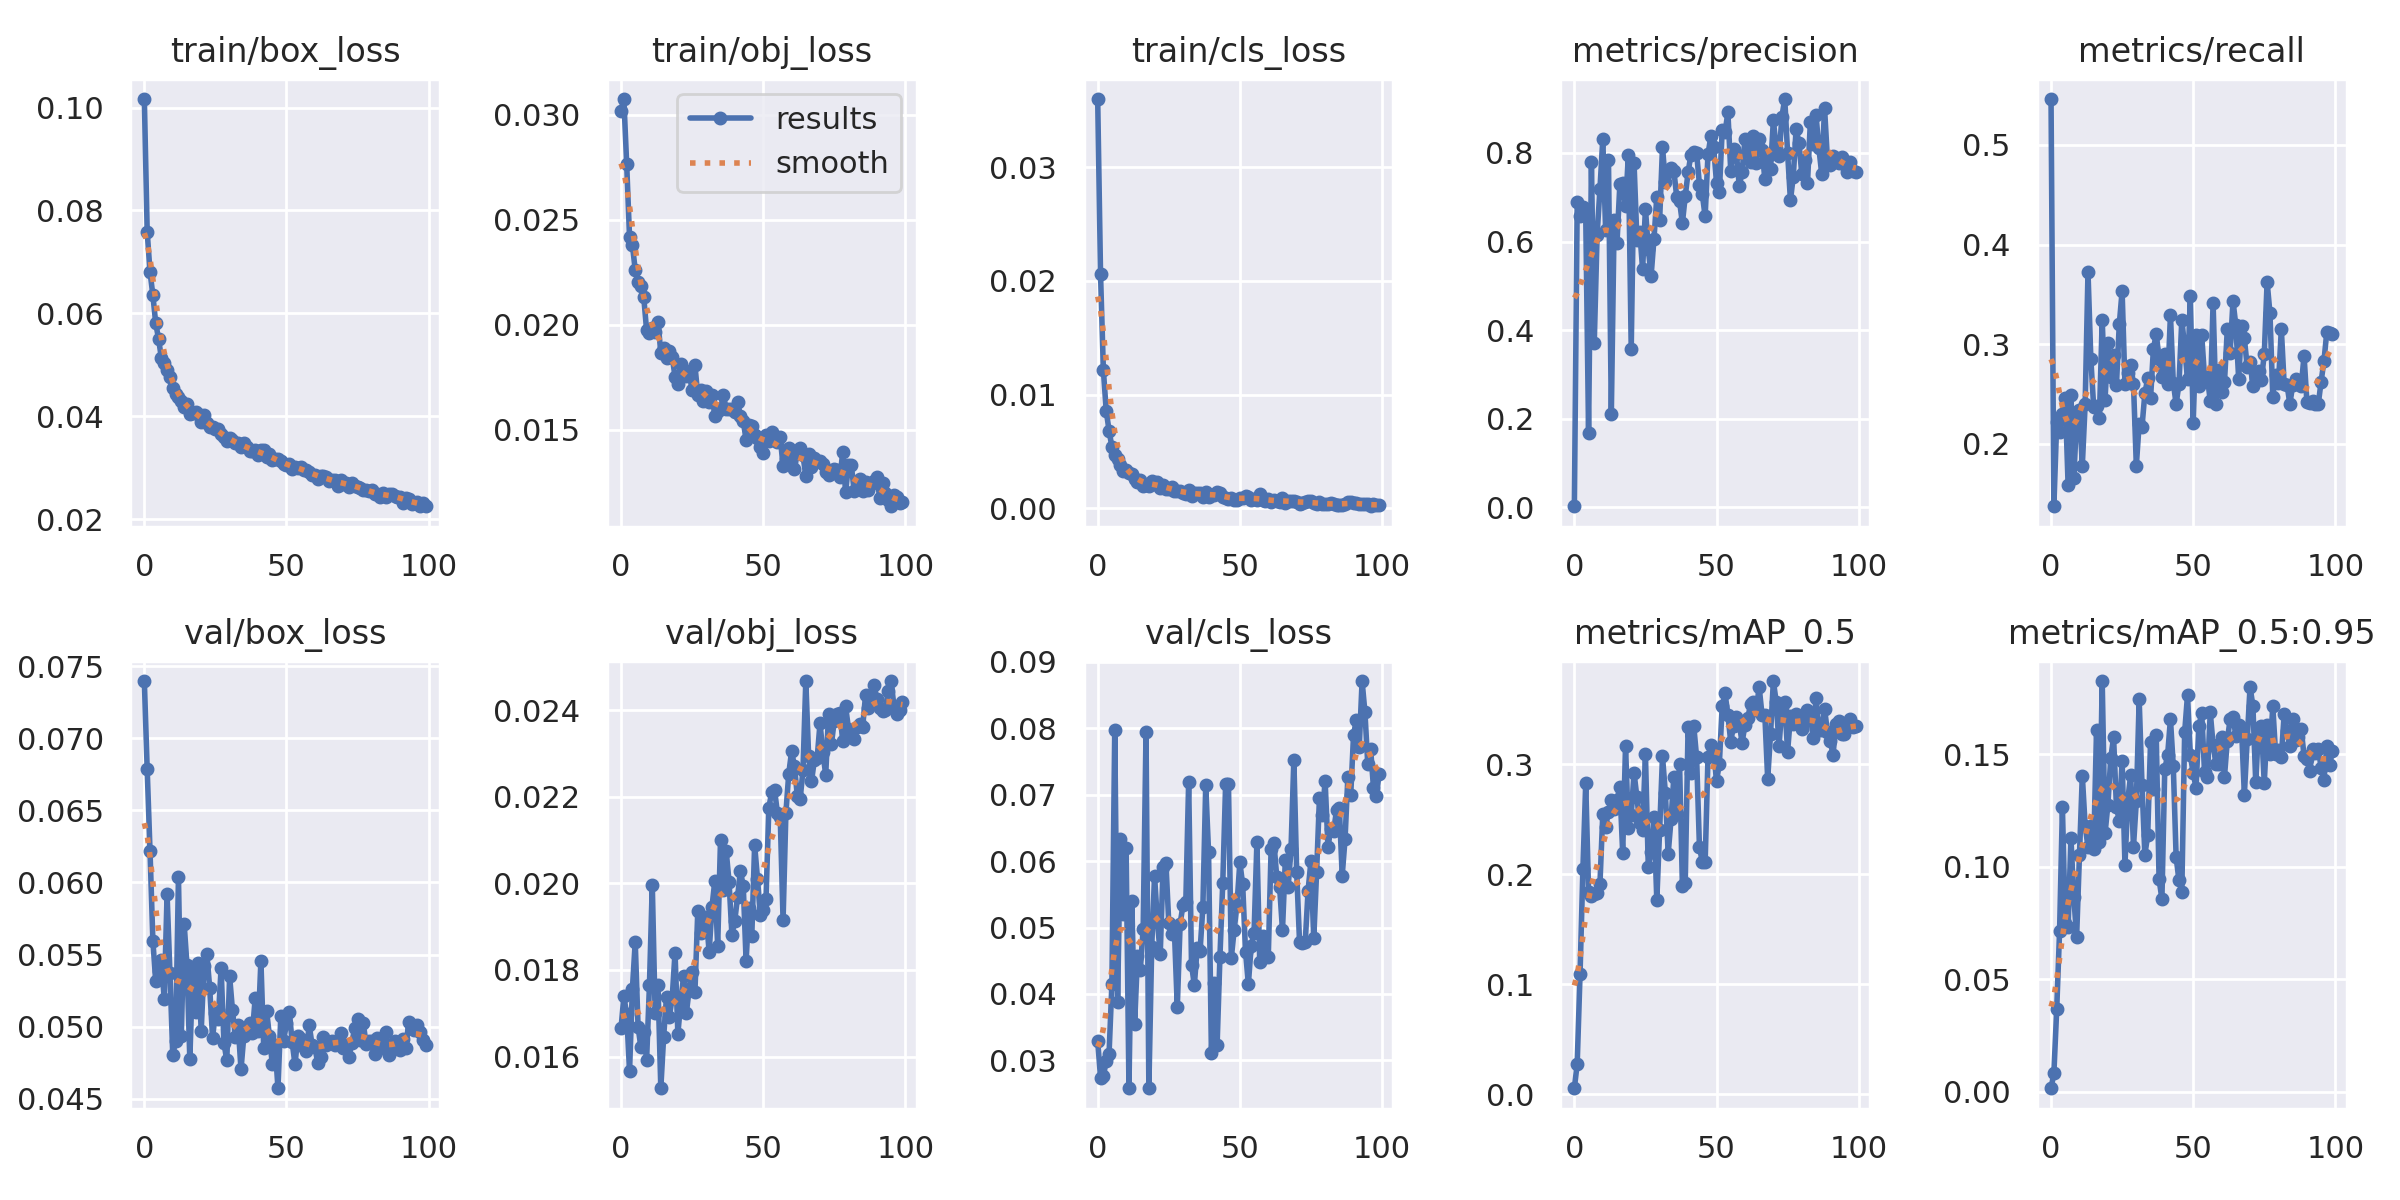 train/box_loss
0.10
0.08
0.06
0.04
0.02
0 50 100
train/obj_loss
results
smooth
0.030
0.025
0.020
0.015
0 50 100
train/cls_loss
0.03
0.02
0.01
0.00
0 50 100
metrics/precision
0.8
0.6
0.4
0.2
0.0
0 50 100
metrics/recall
0.5
0.4
0.3
0.2
0 50 100
val/box_loss
0.075
0.070
0.065
0.060
0.055
0.050
0.045
0 50 100
val/obj_loss
0.024
0.022
0.020
0.018
0.016
0 50 100
val/cls_loss
0.09
0.08
0.07
0.06
0.05
0.04
0.03
0 50 100
metrics/mAP_0.5
0.3
0.2
0.1
0.0
0 50 100
metrics/mAP_0.5:0.95
0.15
0.10
0.05
0.00
0 50 100